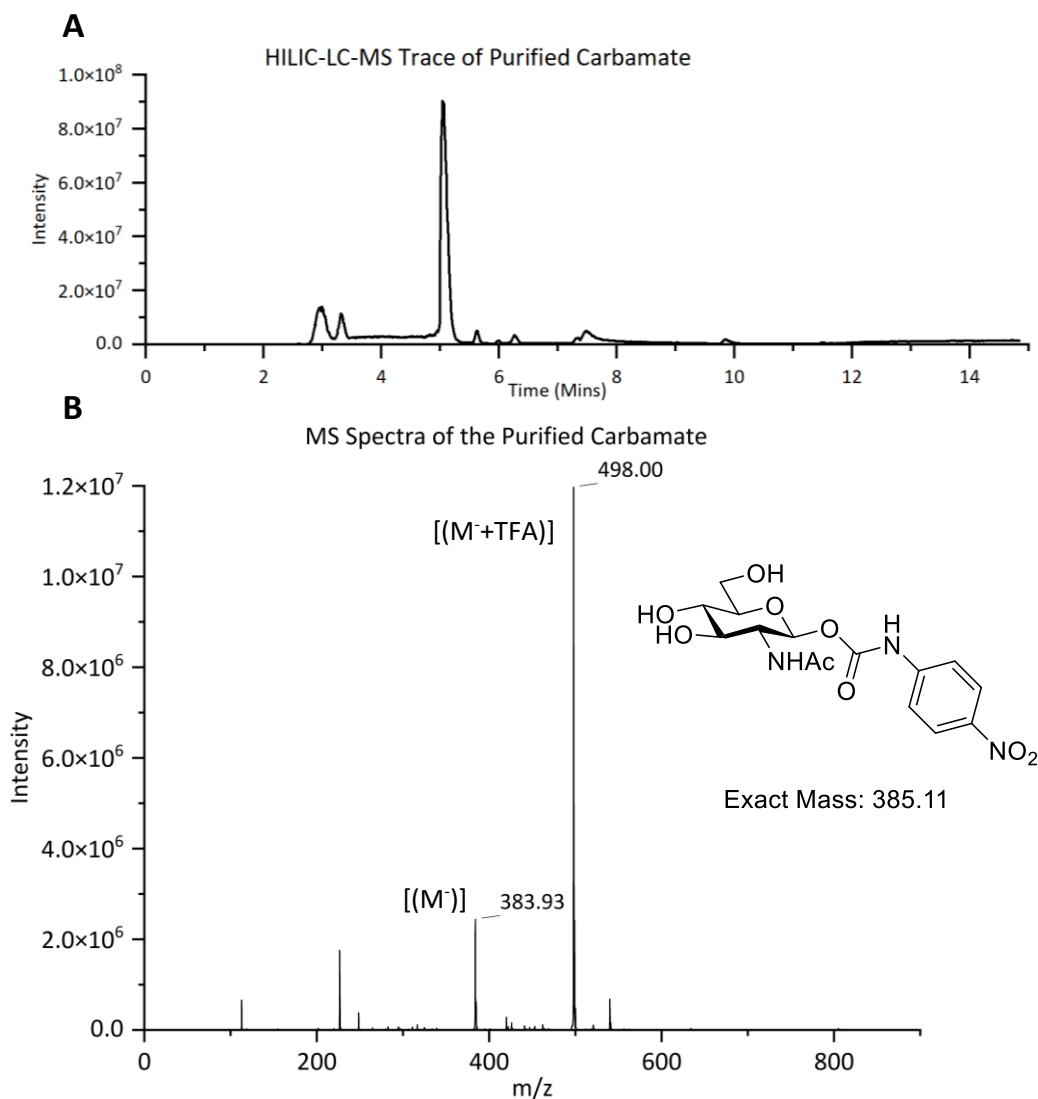 A
HILIC-LC-MS Trace of Purified Carbamate
1.0×10⁸
8.0×10⁷
6.0×10⁷
4.0×10⁷
2.0×10⁷
0.0
Intensity
0 2 4 6 8 10 12 14
Time (Mins)
B
MS Spectra of the Purified Carbamate
498.00
1.2×10⁷
[(M⁻+TFA)]
1.0×10⁷
8.0×10⁶
6.0×10⁶
4.0×10⁶
2.0×10⁶
0.0
Intensity
OH
O
HO
HO
O
H
N
NHAc
O
NO₂
Exact Mass: 385.11
[(M⁻)]
383.93
0 200 400 600 800
m/z